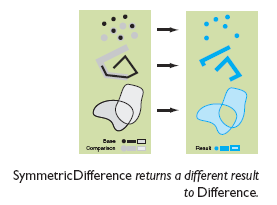 Base
Comparison
Result
SymmetricDifference returns a different result
to Difference.